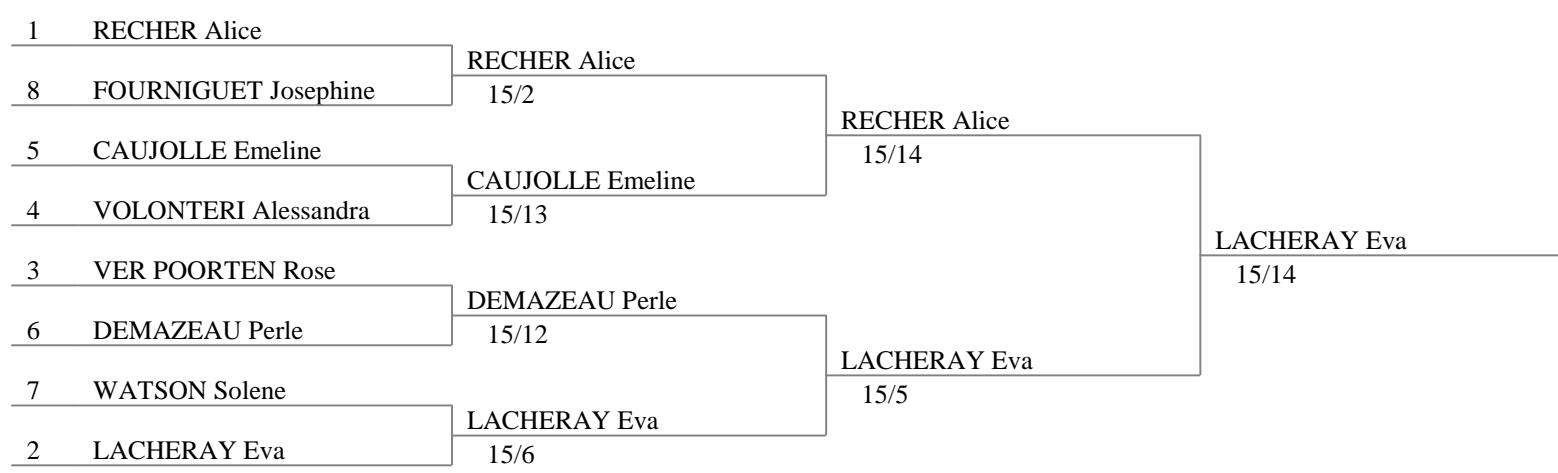 1 RECHER Alice
RECHER Alice
8 FOURNIGUET Josephine
15/2
RECHER Alice
5 CAUJOLLE Emeline
15/14
CAUJOLLE Emeline
4 VOLONTERI Alessandra
15/13
LACHERAY Eva
3 VER POORTEN Rose
15/14
DEMAZEAU Perle
6 DEMAZEAU Perle
15/12
LACHERAY Eva
7 WATSON Solene
15/5
LACHERAY Eva
2 LACHERAY Eva
15/6